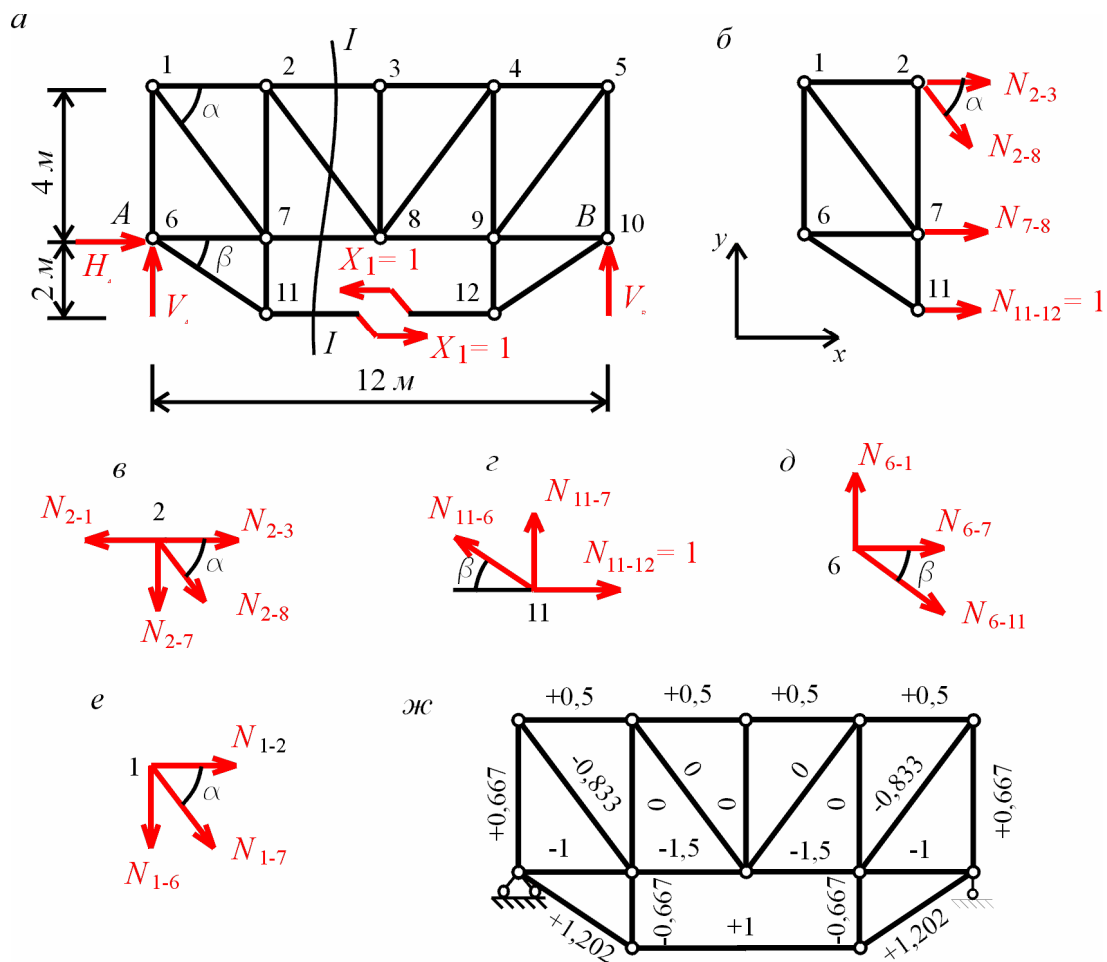 а
I
1
2
3
4
5
α
4 м
A
6
7
8
9
B
10
H
β
2 м
V
11
X1= 1
12
V
I
X1= 1
12 м
б
1
2
N2-3
α
N2-8
6
7
N7-8
y
11
N11-12= 1
x
в
N2-1
2
N2-3
α
N2-8
N2-7
г
N11-7
N11-6
N11-12= 1
β
11
д
N6-1
N6-7
6
β
N6-11
е
1
N1-2
α
N1-7
N1-6
ж
+0,5
+0,5
+0,5
+0,5
+0,667
-0,833
0
0
0
0
0
-0,833
+0,667
-1
-1,5
-1,5
-1
-0,667
-0,667
+1,202
+1
+1,202